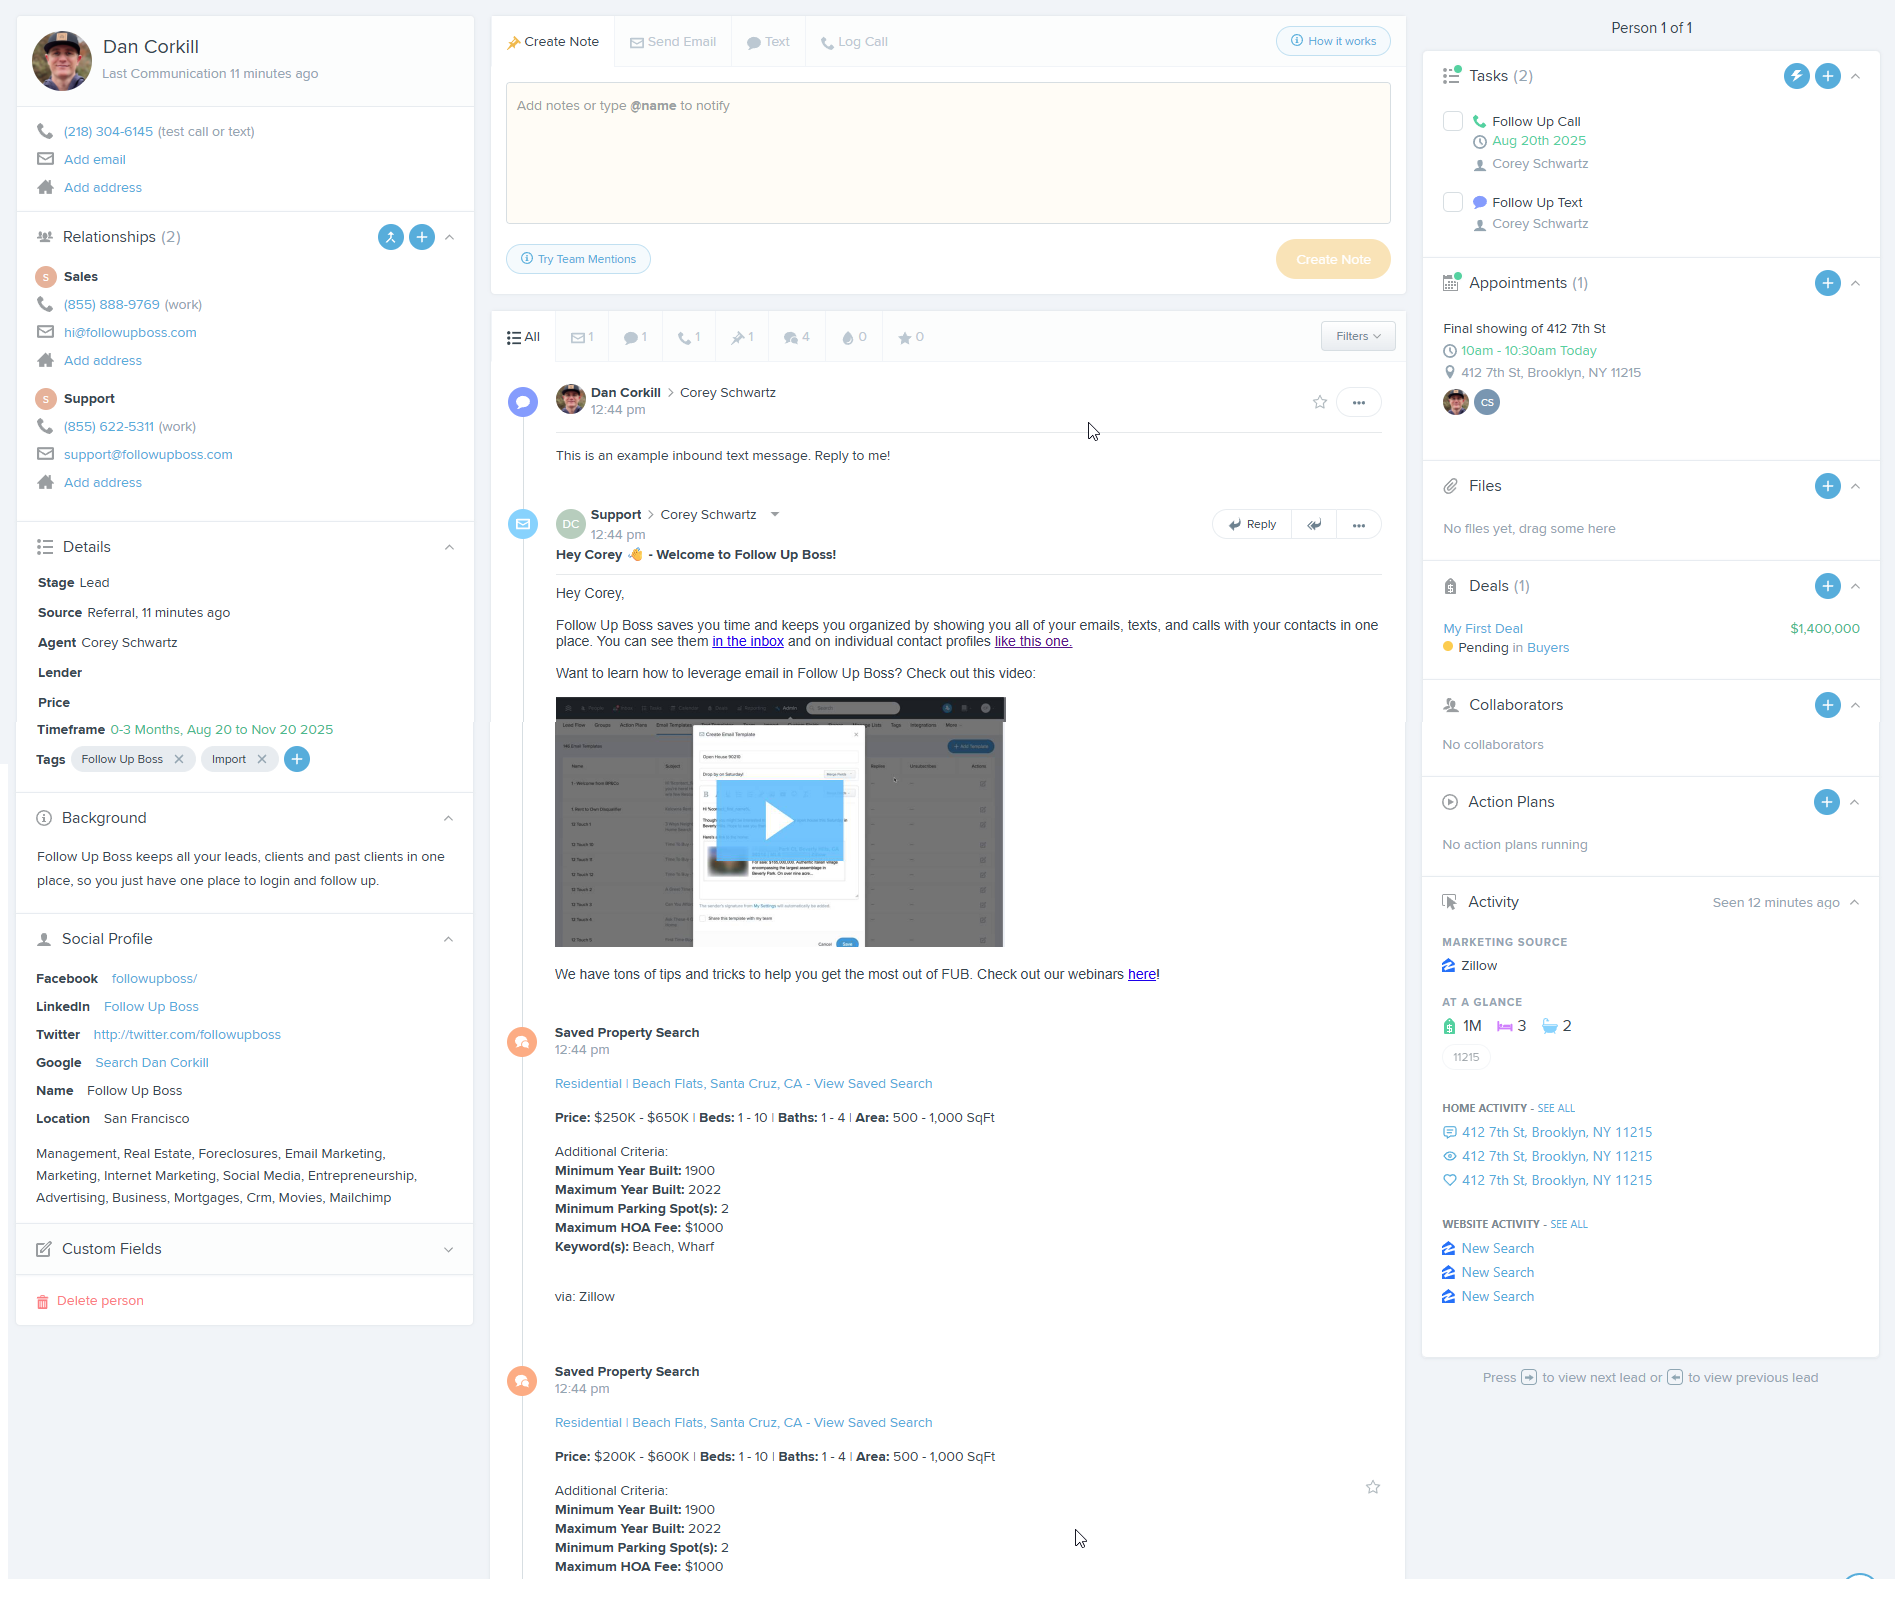 Dan Corkill
Last Communication 11 minutes ago
(218) 304-6145 (test call or text)
Add email
Add address
Relationships (2)
S Sales
(855) 888-9769 (work)
hi@followupboss.com
Add address
S Support
(855) 622-5311 (work)
support@followupboss.com
Add address
Details
Stage Lead
Source Referral, 11 minutes ago
Agent Corey Schwartz
Lender
Price
Timeframe 0-3 Months, Aug 20 to Nov 20 2025
Tags Follow Up Boss Import
Background
Follow Up Boss keeps all your leads, clients and past clients in one
place, so you just have one place to login and follow up.
Social Profile
Facebook followupboss/
LinkedIn Follow Up Boss
Twitter http://twitter.com/followupboss
Google Search Dan Corkill
Name Follow Up Boss
Location San Francisco
Management, Real Estate, Foreclosures, Email Marketing,
Marketing, Internet Marketing, Social Media, Entrepreneurship,
Advertising, Business, Mortgages, Crm, Movies, Mailchimp
Custom Fields
Delete person
Create Note Send Email Text Log Call How it works
Add notes or type @name to notify
Try Team Mentions Create Note
All 1 1 1 1 4 0 0 Filters
Dan Corkill > Corey Schwartz
12:44 pm
This is an example inbound text message. Reply to me!
DC Support > Corey Schwartz
12:44 pm
Reply
Hey Corey 👋 - Welcome to Follow Up Boss!
Hey Corey,
Follow Up Boss saves you time and keeps you organized by showing you all of your emails, texts, and calls with your contacts in one
place. You can see them in the inbox and on individual contact profiles like this one.
Want to learn how to leverage email in Follow Up Boss? Check out this video:
Create Email Template
Open House 90210
Drop by on Saturday!
Share this template with my team
Cancel Save
We have tons of tips and tricks to help you get the most out of FUB. Check out our webinars here!
Saved Property Search
12:44 pm
Residential | Beach Flats, Santa Cruz, CA - View Saved Search
Price: $250K - $650K | Beds: 1 - 10 | Baths: 1 - 4 | Area: 500 - 1,000 SqFt
Additional Criteria:
Minimum Year Built: 1900
Maximum Year Built: 2022
Minimum Parking Spot(s): 2
Maximum HOA Fee: $1000
Keyword(s): Beach, Wharf
via: Zillow
Saved Property Search
12:44 pm
Residential | Beach Flats, Santa Cruz, CA - View Saved Search
Price: $200K - $600K | Beds: 1 - 10 | Baths: 1 - 4 | Area: 500 - 1,000 SqFt
Additional Criteria:
Minimum Year Built: 1900
Maximum Year Built: 2022
Minimum Parking Spot(s): 2
Maximum HOA Fee: $1000
Person 1 of 1
Tasks (2)
Follow Up Call
Aug 20th 2025
Corey Schwartz
Follow Up Text
Corey Schwartz
Appointments (1)
Final showing of 412 7th St
10am - 10:30am Today
412 7th St, Brooklyn, NY 11215
CS
Files
No files yet, drag some here
Deals (1)
My First Deal $1,400,000
Pending in Buyers
Collaborators
No collaborators
Action Plans
No action plans running
Activity Seen 12 minutes ago
MARKETING SOURCE
Zillow
AT A GLANCE
1M 3 2
11215
HOME ACTIVITY - SEE ALL
412 7th St, Brooklyn, NY 11215
412 7th St, Brooklyn, NY 11215
412 7th St, Brooklyn, NY 11215
WEBSITE ACTIVITY - SEE ALL
New Search
New Search
New Search
Press to view next lead or to view previous lead